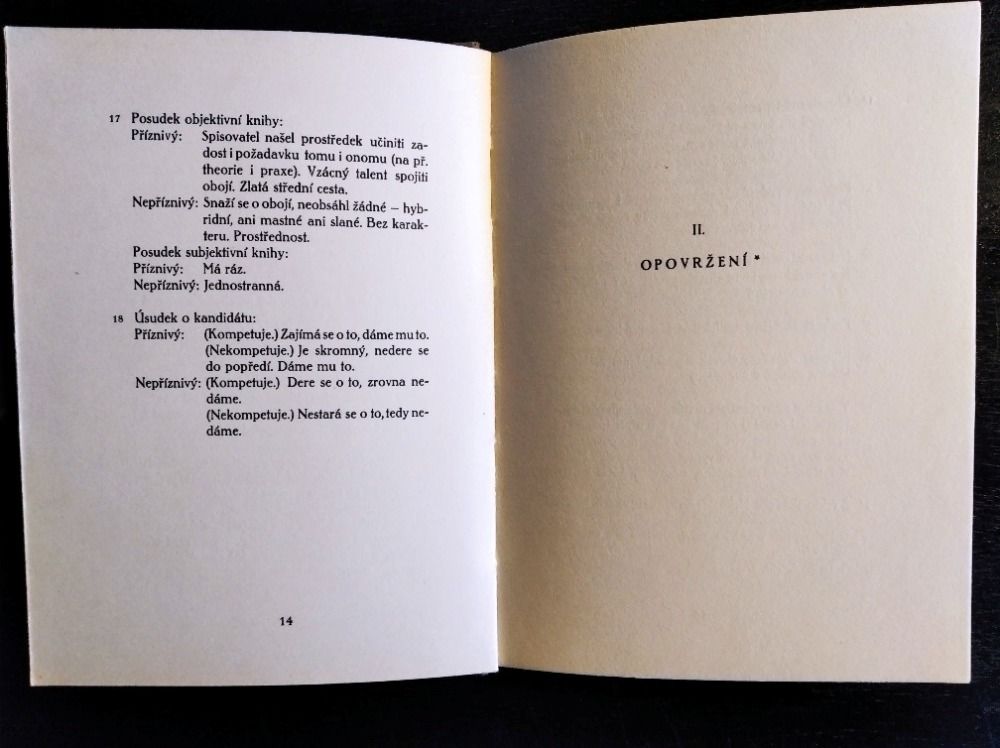 17 Posudek objektivní knihy:
Příznivý: Spisovatel našel prostředek učiniti za-
dost i požadavku tomu i onomu (na př.
theorie i praxe). Vzácný talent spojiti
obojí. Zlatá střední cesta.
Nepříznivý: Snaží se o obojí, neobsáhl žádné – hyb-
ridní, ani mastné ani slané. Bez karak-
teru. Prostřednost.
Posudek subjektivní knihy:
Příznivý: Má ráz.
Nepříznivý: Jednostranná.
18 Úsudek o kandidátu:
Příznivý: (Kompetuje.) Zajímá se o to, dáme mu to.
(Nekompetuje.) Je skromný, nedere se
do popředí. Dáme mu to.
Nepříznivý: (Kompetuje.) Dere se o to, zrovna ne-
dáme.
(Nekompetuje.) Nestará se o to, tedy ne-
dáme.
14
II.
OPOVRŽENÍ *